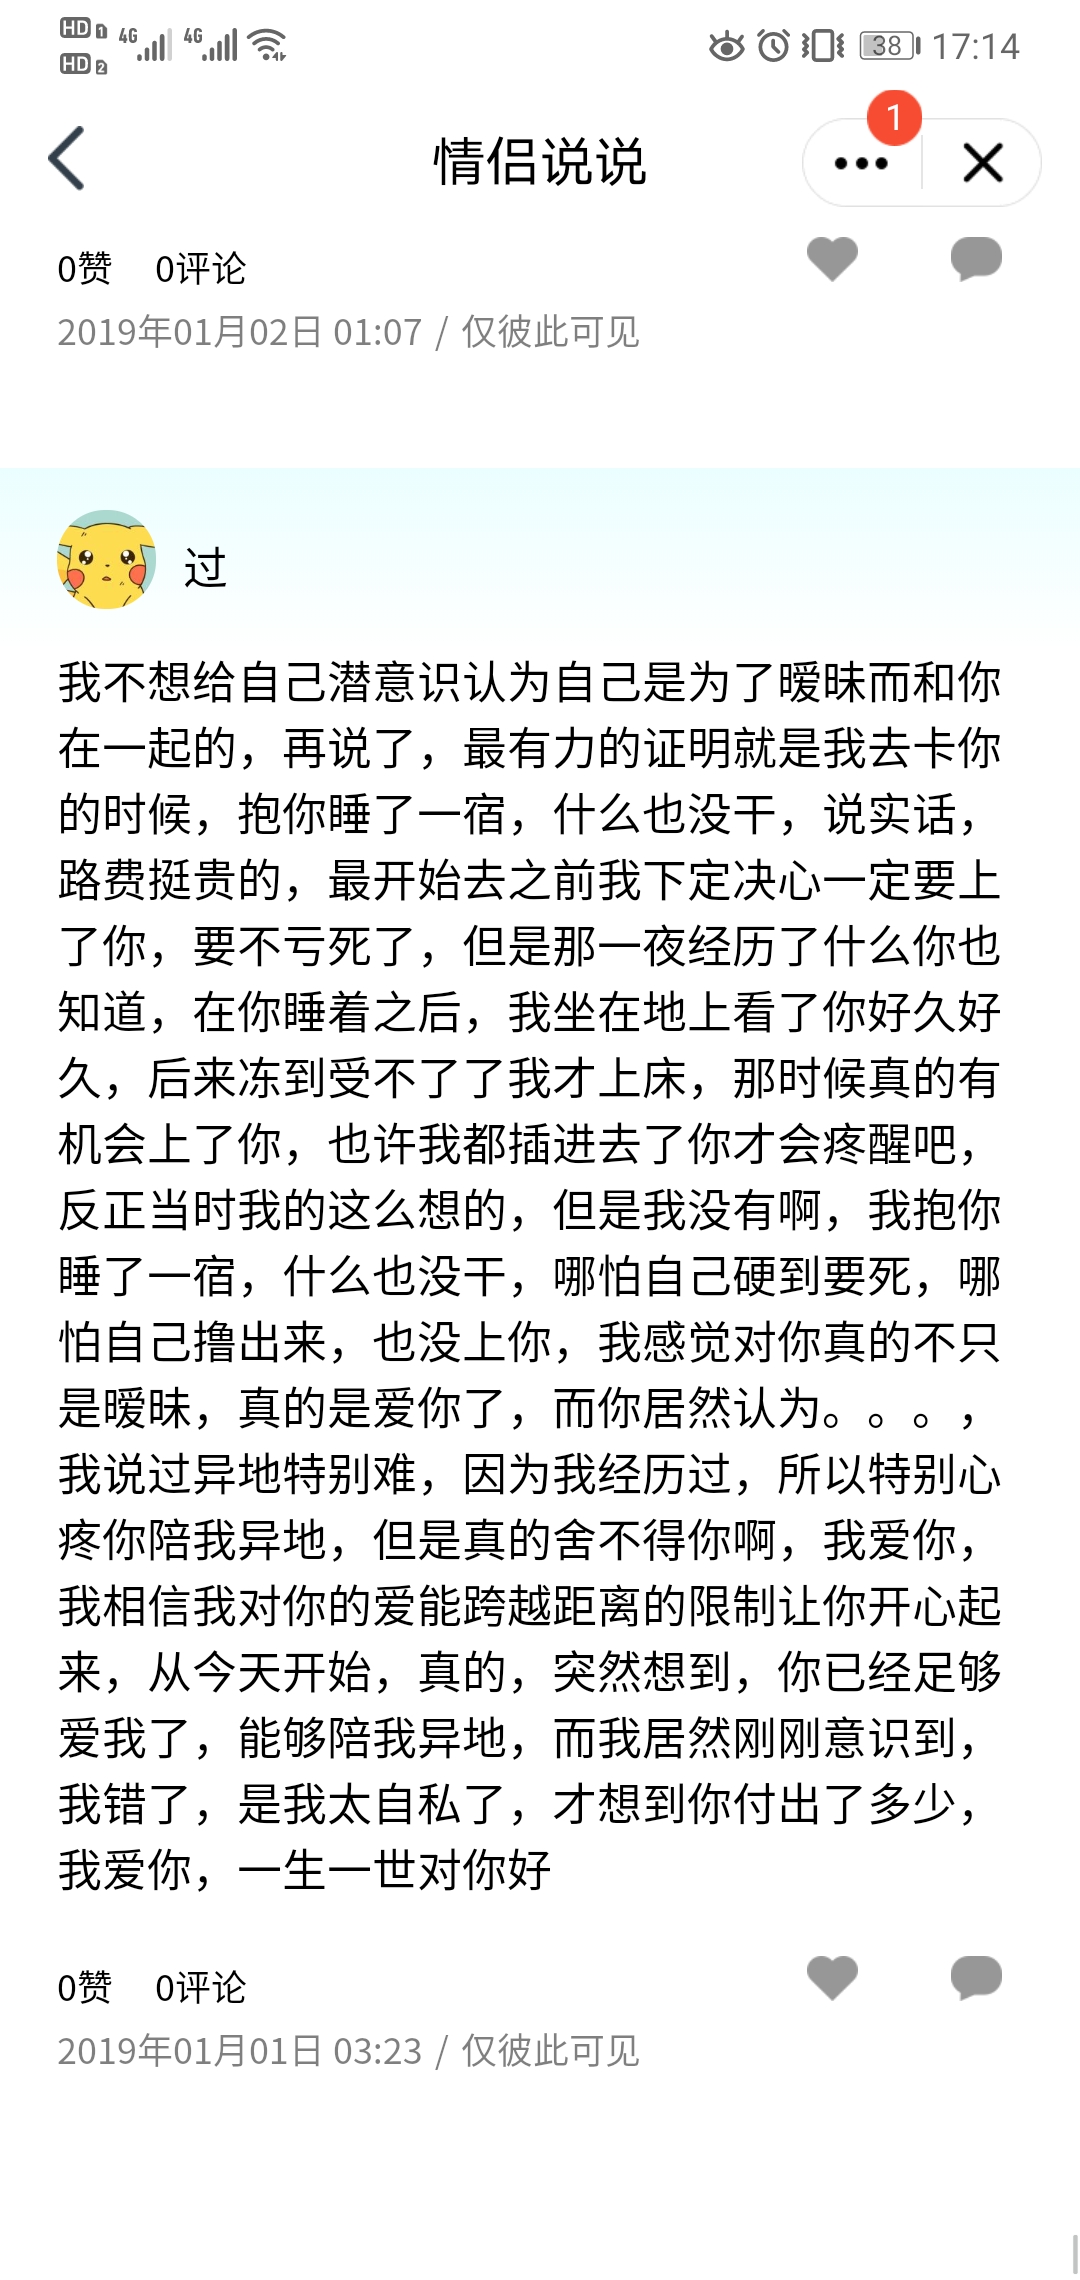 HD 1 4G 4G
HD 2
38 17:14
情侣说说
1
0赞 0评论
2019年01月02日 01:07 / 仅彼此可见
过
我不想给自己潜意识认为自己是为了暧昧而和你
在一起的，再说了，最有力的证明就是我去卡你
的时候，抱你睡了一宿，什么也没干，说实话，
路费挺贵的，最开始去之前我下定决心一定要上
了你，要不亏死了，但是那一夜经历了什么你也
知道，在你睡着之后，我坐在地上看了你好久好
久，后来冻到受不了了我才上床，那时候真的有
机会上了你，也许我都插进去了你才会疼醒吧，
反正当时我的这么想的，但是我没有啊，我抱你
睡了一宿，什么也没干，哪怕自己硬到要死，哪
怕自己撸出来，也没上你，我感觉对你真的不只
是暧昧，真的是爱你了，而你居然认为。。。，
我说过异地特别难，因为我经历过，所以特别心
疼你陪我异地，但是真的舍不得你啊，我爱你，
我相信我对你的爱能跨越距离的限制让你开心起
来，从今天开始，真的，突然想到，你已经足够
爱我了，能够陪我异地，而我居然刚刚意识到，
我错了，是我太自私了，才想到你付出了多少，
我爱你，一生一世对你好
0赞 0评论
2019年01月01日 03:23 / 仅彼此可见